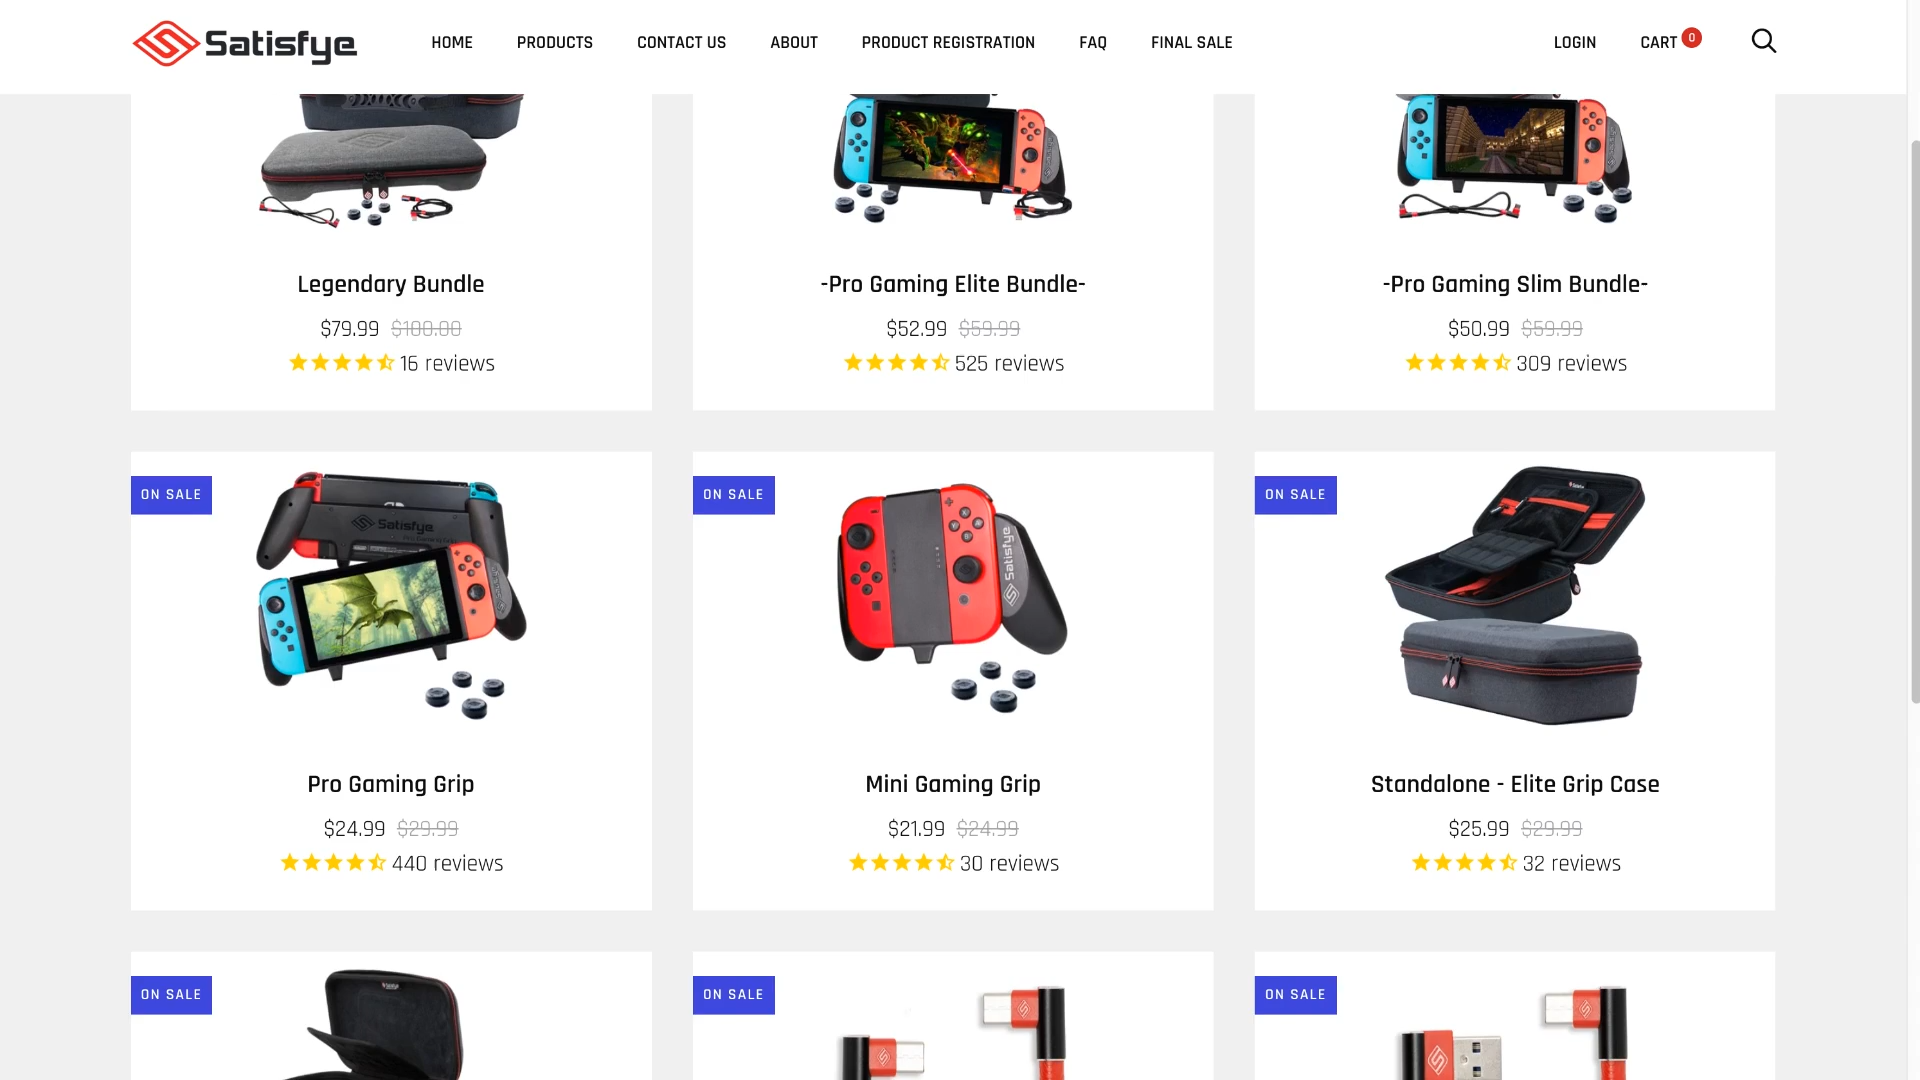 Satisfye
HOME
PRODUCTS
CONTACT US
ABOUT
PRODUCT REGISTRATION
FAQ
FINAL SALE
LOGIN
CART
0
Legendary Bundle
$79.99 $100.00
16 reviews
-Pro Gaming Elite Bundle-
$52.99 $59.99
525 reviews
-Pro Gaming Slim Bundle-
$50.99 $59.99
309 reviews
ON SALE
Satisfye
Pro Gaming Grip
$24.99 $29.99
440 reviews
ON SALE
Satisfye
Mini Gaming Grip
$21.99 $24.99
30 reviews
ON SALE
Standalone - Elite Grip Case
$25.99 $29.99
32 reviews
ON SALE
ON SALE
ON SALE